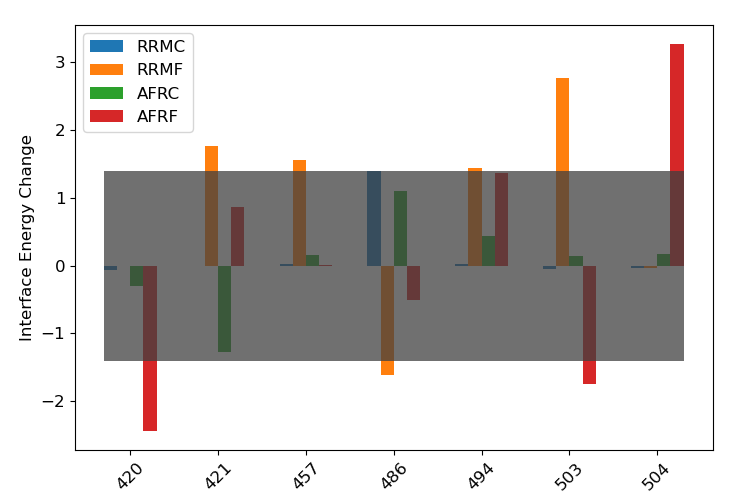 RRMC
RRMF
AFRC
AFRF
Interface Energy Change
3
2
1
0
−1
−2
420
421
457
486
494
503
504